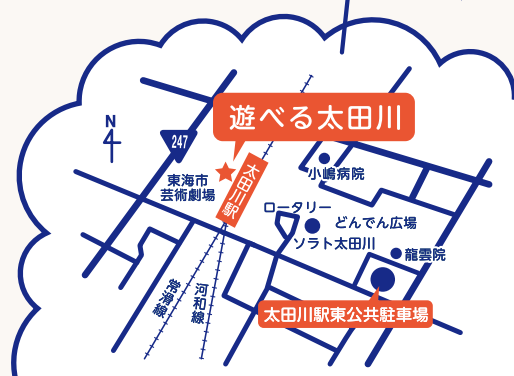 遊べる太田川
N
247
太田川駅
小嶋病院
東海市
芸術劇場
ロータリー
どんでん広場
ソラト太田川
龍雲院
常滑線
河和線
太田川駅東公共駐車場